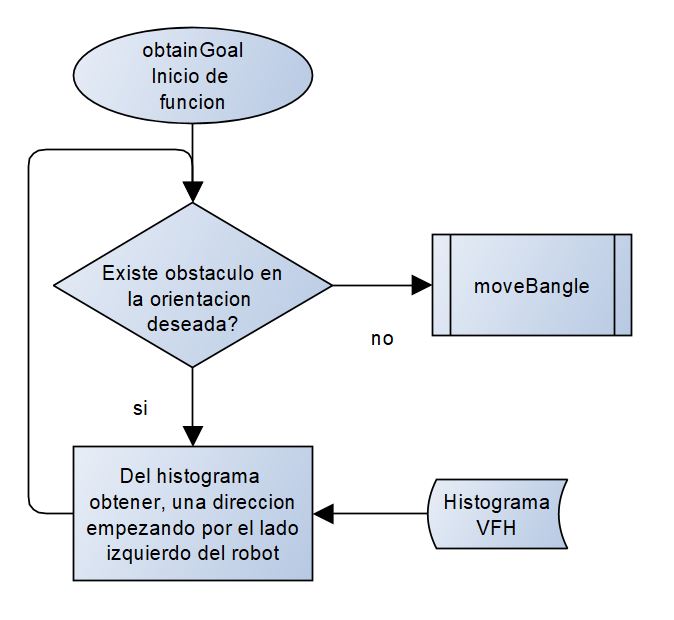 obtainGoal
Inicio de
funcion
Existe obstaculo en
la orientacion
deseada?
moveBangle
no
si
Del histograma
obtener, una direccion
empezando por el lado
izquierdo del robot
Histograma
VFH